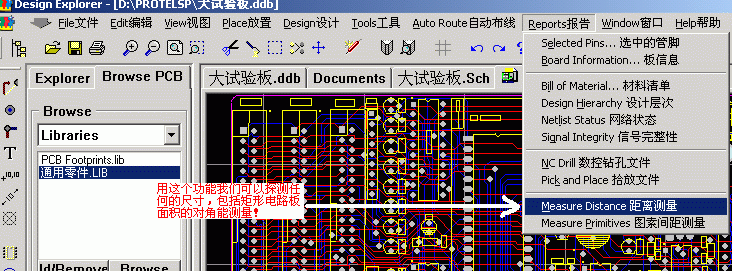 Design Explorer - [D:\PROTELSP\大试验板.ddb]
File文件 Edit编辑 View视图 Place放置 Design设计 Tools工具 Auto Route自动布线 Reports报告 Window窗口 Help帮助
Selected Pins... 选中的管脚
Board Information... 板信息
Bill of Material... 材料清单
Design Hierarchy 设计层次
Netlist Status 网络状态
Signal Integrity 信号完整性
NC Drill 数控钻孔文件
Pick and Place 拾放文件
Measure Distance 距离测量
Measure Primitives 图索间距测量
Explorer Browse PCB
大试验板.ddb Documents 大试验板.Sch
Browse
Libraries
PCB Footprints.lib
通用零件.LIB
T
+10,10
用这个功能我们可以探测任
何的尺寸，包括矩形电路板
面积的对角能测量!
Id/Remove Browse